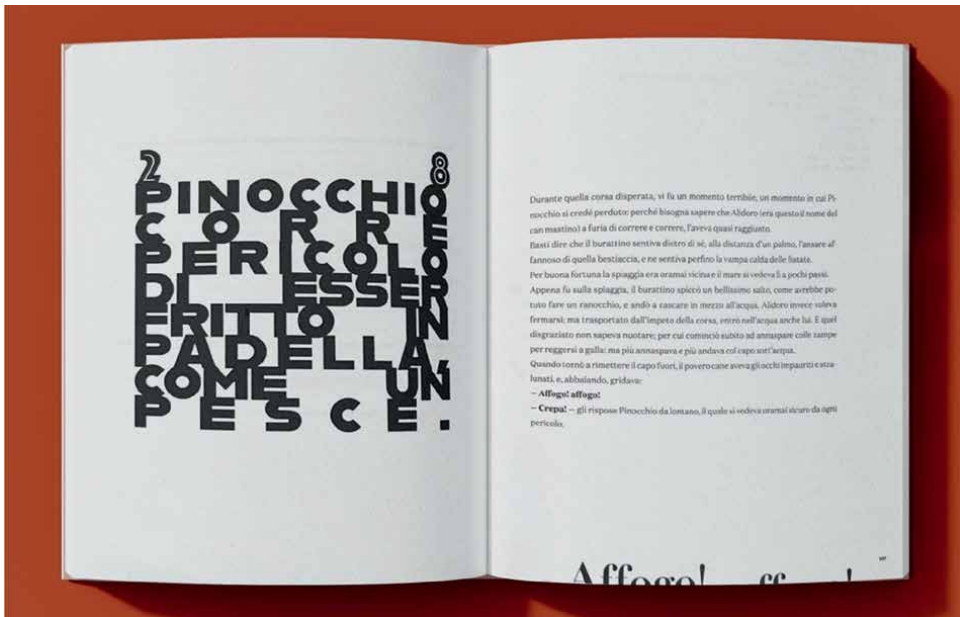 2 8
PINOCCHIO
CORRE
PERICOLO
DI ESSER
FRITTO IN
PADELLA,
COME UN
PESCE.
Durante quella corsa disperata, vi fu un momento terribile, un momento in cui Pi-
nocchio si credé perduto: perché bisogna sapere che Alidoro (era questo il nome del
can mastino) a furia di correre e correre, l'aveva quasi raggiunto.
Basti dire che il burattino sentiva dietro di sé, alla distanza d'un palmo, l'ansare af-
fannoso di quella bestiaccia, e ne sentiva perfino la vampa calda delle fiatate.
Per buona fortuna la spiaggia era oramai vicina e il mare si vedeva lì a pochi passi.
Appena fu sulla spiaggia, il burattino spiccò un bellissimo salto, come avrebbe po-
tuto fare un ranocchio, e andò a cascare in mezzo all'acqua. Alidoro invece voleva
fermarsi; ma trasportato dall'impeto della corsa, entrò nell'acqua anche lui. E quel
disgraziato non sapeva nuotare; per cui cominciò subito ad annaspare colle zampe
per reggersi a galla: ma più annaspava e più andava col capo sott'acqua.
Quando tornò a rimettere il capo fuori, il povero cane aveva gli occhi impauriti e stra-
lunati, e, abbaiando, gridava:
– Affogo! affogo!
– Crepa! – gli rispose Pinocchio da lontano, il quale si vedeva oramai sicuro da ogni
pericolo.
Affogo!